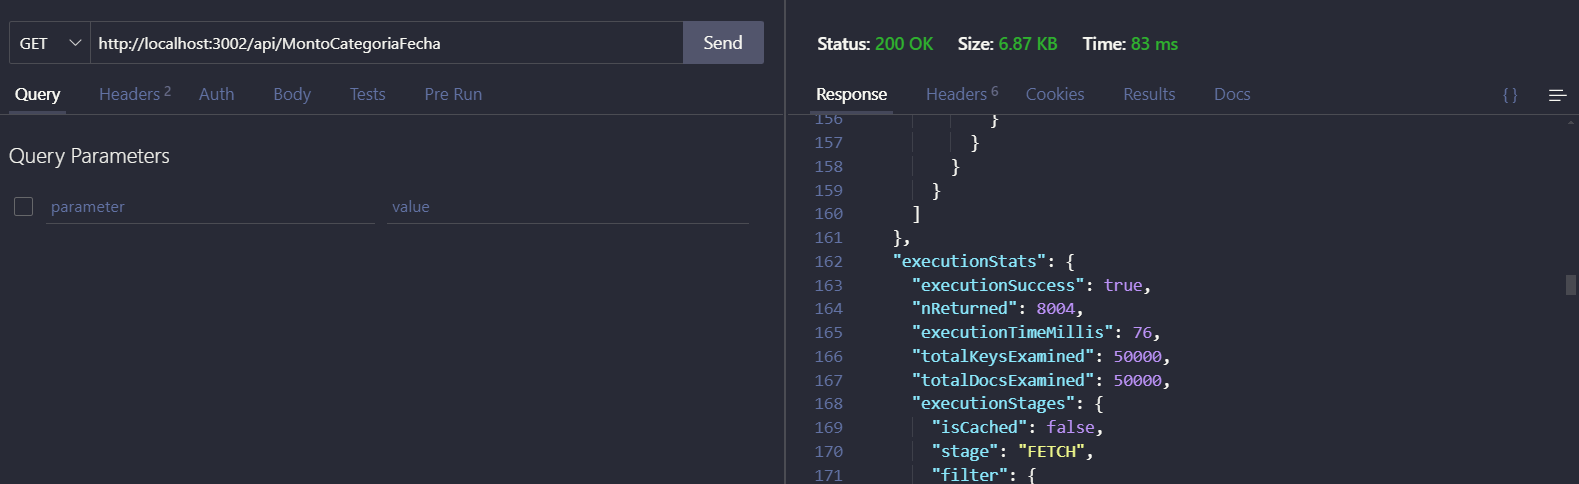 GET http://localhost:3002/api/MontoCategoriaFecha Send
Query Headers 2 Auth Body Tests Pre Run
Query Parameters
parameter value
Status: 200 OK Size: 6.87 KB Time: 83 ms
Response Headers 6 Cookies Results Docs { }
156 }
157 }
158 }
159 }
160 ]
161 },
162 "executionStats": {
163 "executionSuccess": true,
164 "nReturned": 8004,
165 "executionTimeMillis": 76,
166 "totalKeysExamined": 50000,
167 "totalDocsExamined": 50000,
168 "executionStages": {
169 "isCached": false,
170 "stage": "FETCH",
171 "filter": {